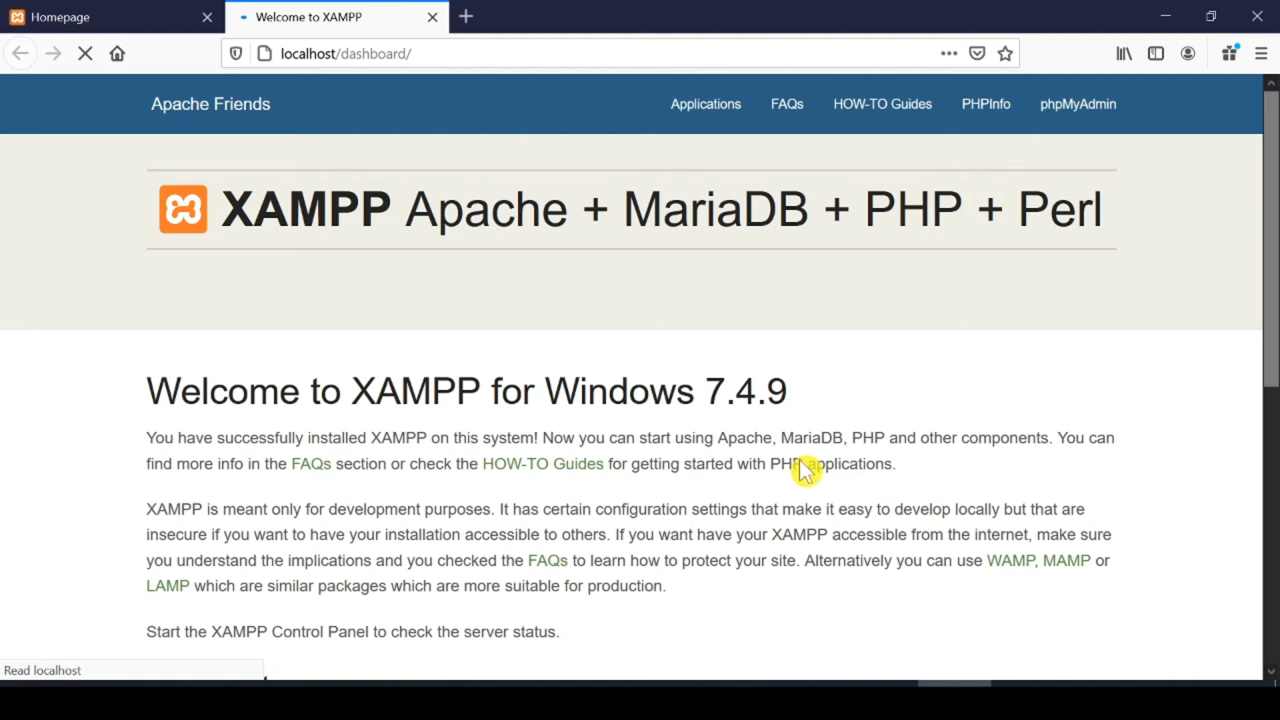 Homepage
Welcome to XAMPP
localhost/dashboard/
Apache Friends
Applications
FAQs
HOW-TO Guides
PHPInfo
phpMyAdmin
XAMPP Apache + MariaDB + PHP + Perl
Welcome to XAMPP for Windows 7.4.9
You have successfully installed XAMPP on this system! Now you can start using Apache, MariaDB, PHP and other components. You can
find more info in the FAQs section or check the HOW-TO Guides for getting started with PHP applications.
XAMPP is meant only for development purposes. It has certain configuration settings that make it easy to develop locally but that are
insecure if you want to have your installation accessible to others. If you want have your XAMPP accessible from the internet, make sure
you understand the implications and you checked the FAQs to learn how to protect your site. Alternatively you can use WAMP, MAMP or
LAMP which are similar packages which are more suitable for production.
Start the XAMPP Control Panel to check the server status.
Read localhost